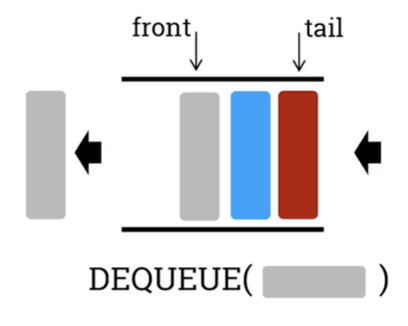 front tail
DEQUEUE( )